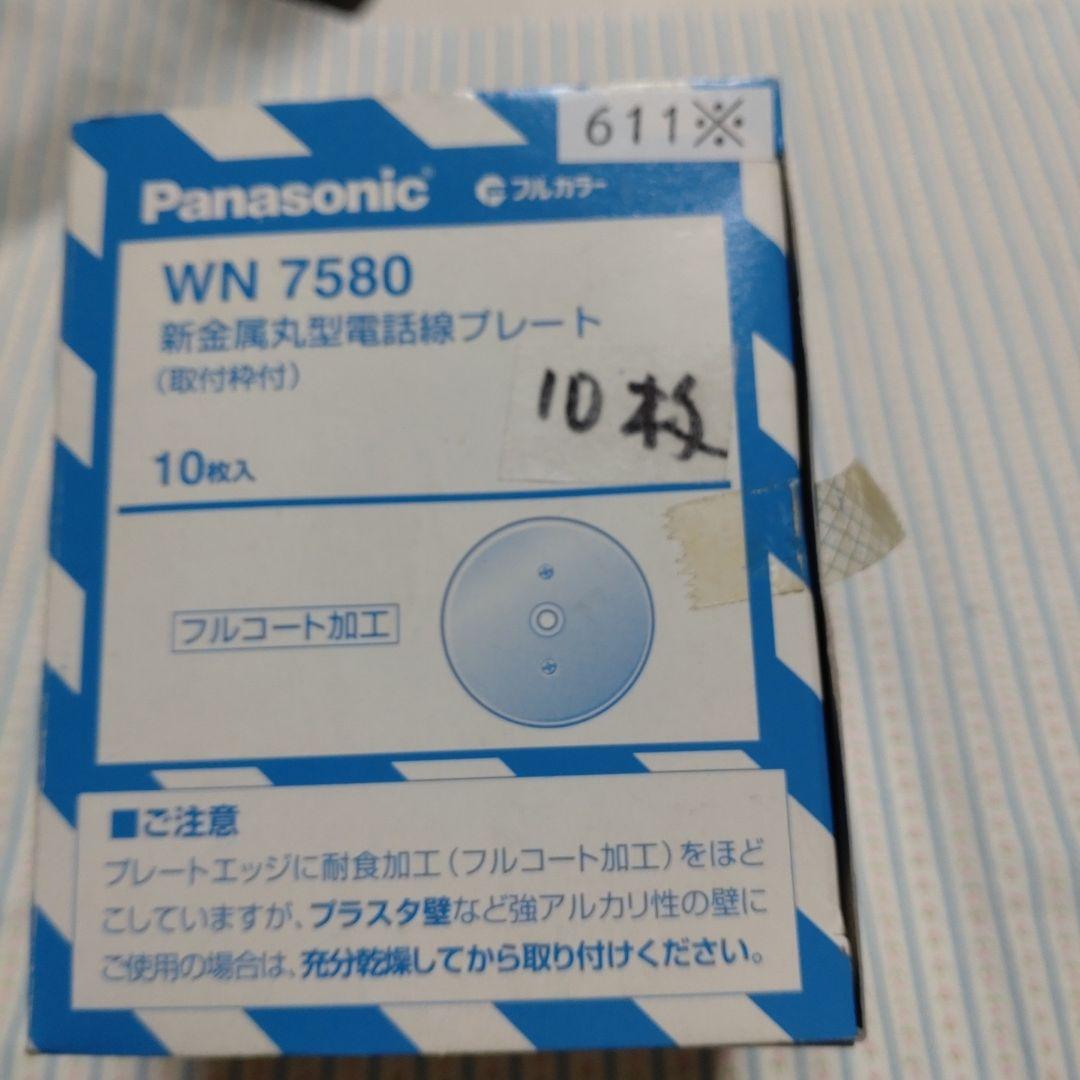 611※
Panasonic フルカラー
WN 7580
新金属丸型電話線プレート
(取付枠付)
10枚
10枚入
フルコート加工
■ご注意
プレートエッジに耐食加工(フルコート加工)をほど
こしていますが、プラスタ壁など強アルカリ性の壁に
ご使用の場合は、充分乾燥してから取り付けください。